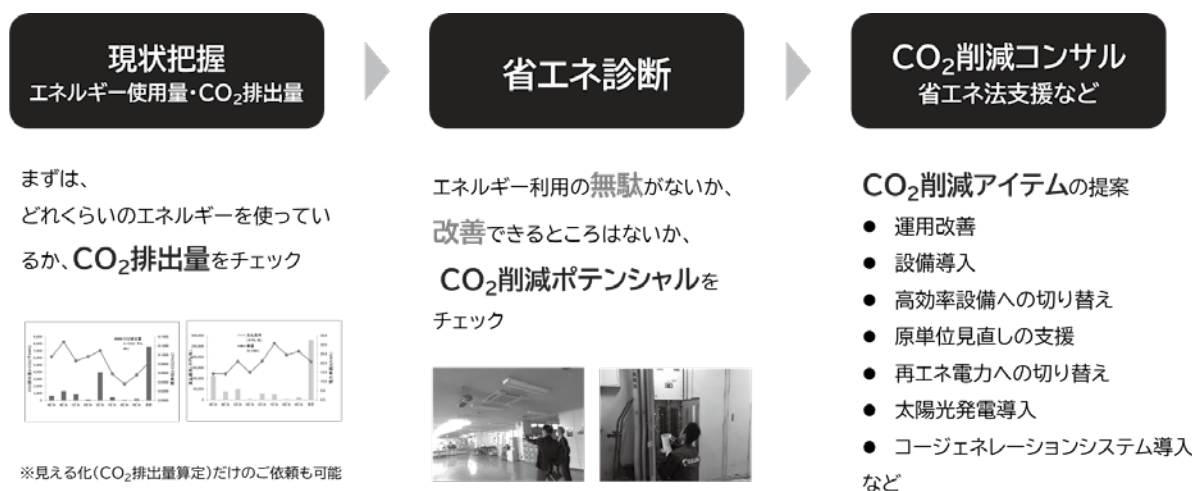 現状把握
エネルギー使用量・CO₂排出量
省エネ診断
CO₂削減コンサル
省エネ法支援など
まずは、
どれくらいのエネルギーを使ってい
るか、CO₂排出量をチェック
※見える化(CO₂排出量算定)だけのご依頼も可能
エネルギー利用の無駄がないか、
改善できるところはないか、
CO₂削減ポテンシャルを
チェック
CO₂削減アイテムの提案
● 運用改善
● 設備導入
● 高効率設備への切り替え
● 原単位見直しの支援
● 再エネ電力への切り替え
● 太陽光発電導入
● コージェネレーションシステム導入
など